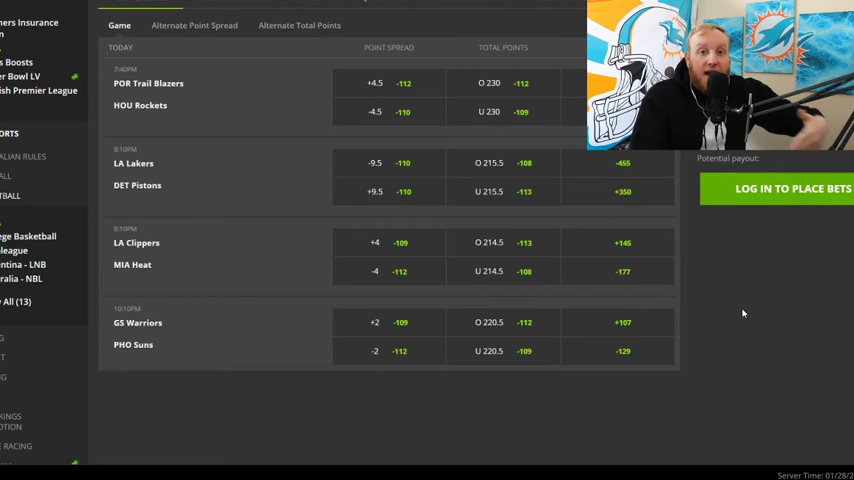 Game Alternate Point Spread Alternate Total Points
TODAY POINT SPREAD TOTAL POINTS
7:40PM
POR Trail Blazers +4.5 -112 O 230 -112
HOU Rockets -4.5 -110 U 230 -109
8:10PM
LA Lakers -9.5 -110 O 215.5 -108 -455
DET Pistons +9.5 -110 U 215.5 -113 +350
8:10PM
LA Clippers +4 -109 O 214.5 -113 +145
MIA Heat -4 -112 U 214.5 -108 -177
10:10PM
GS Warriors +2 -109 O 220.5 -112 +107
PHO Suns -2 -112 U 220.5 -109 -129
ners Insurance
n
s Boosts
er Bowl LV
ish Premier League
ORTS
ALIAN RULES
ALL
TBALL
ege Basketball
oleague
entina - LNB
ralia - NBL
All (13)
G
T
NG
KINGS
OTION
E RACING
Potential payout:
LOG IN TO PLACE BETS
Server Time: 01/28/2